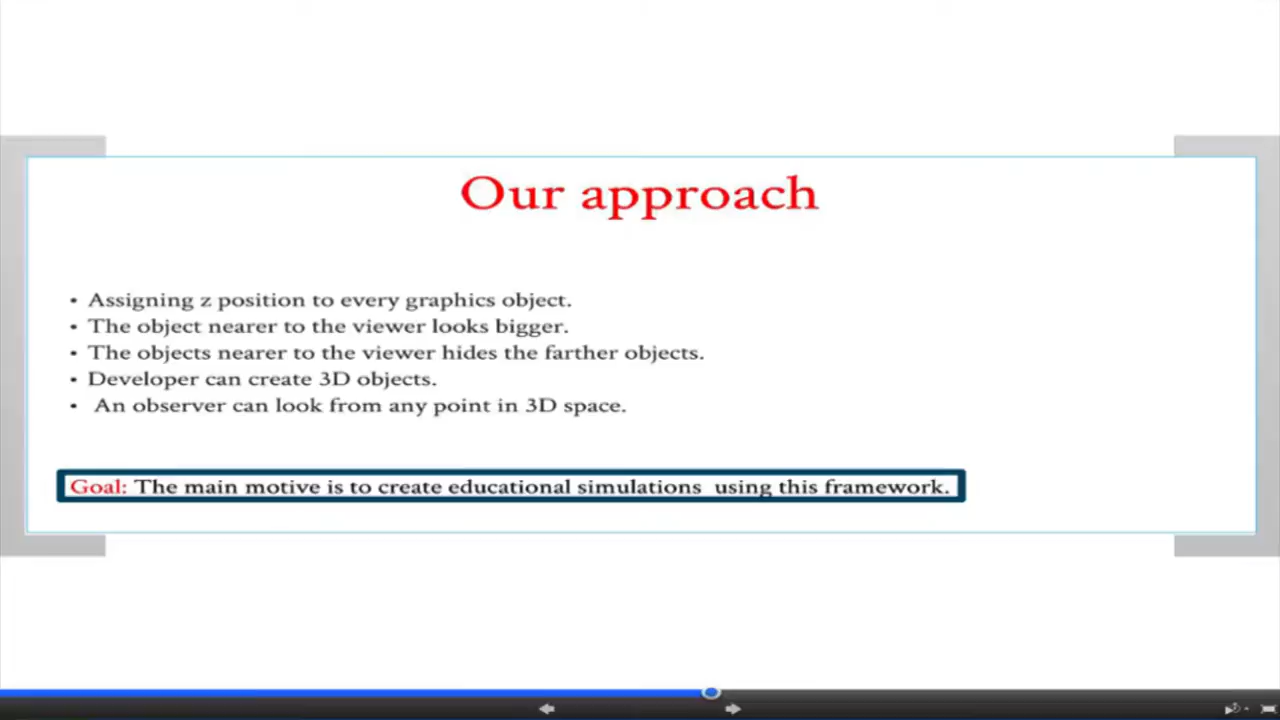 Our approach
• Assigning z position to every graphics object.
• The object nearer to the viewer looks bigger.
• The objects nearer to the viewer hides the farther objects.
• Developer can create 3D objects.
• An observer can look from any point in 3D space.
Goal: The main motive is to create educational simulations using this framework.